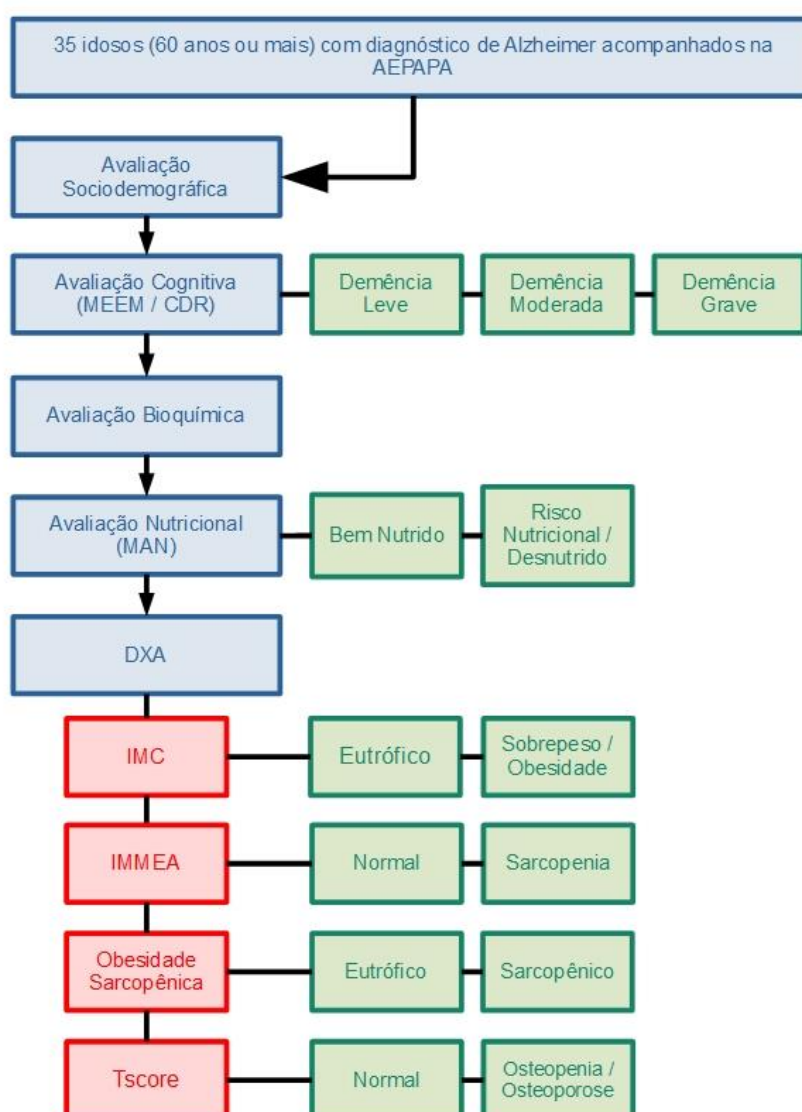 35 idosos (60 anos ou mais) com diagnóstico de Alzheimer acompanhados na
AEPAPA
Avaliação
Sociodemográfica
Avaliação Cognitiva
(MEEM / CDR)
Demência
Leve
Demência
Moderada
Demência
Grave
Avaliação Bioquímica
Avaliação Nutricional
(MAN)
Bem Nutrido
Risco
Nutricional /
Desnutrido
DXA
IMC
Eutrófico
Sobrepeso /
Obesidade
IMMEA
Normal
Sarcopenia
Obesidade
Sarcopênica
Eutrófico
Sarcopênico
Tscore
Normal
Osteopenia /
Osteoporose